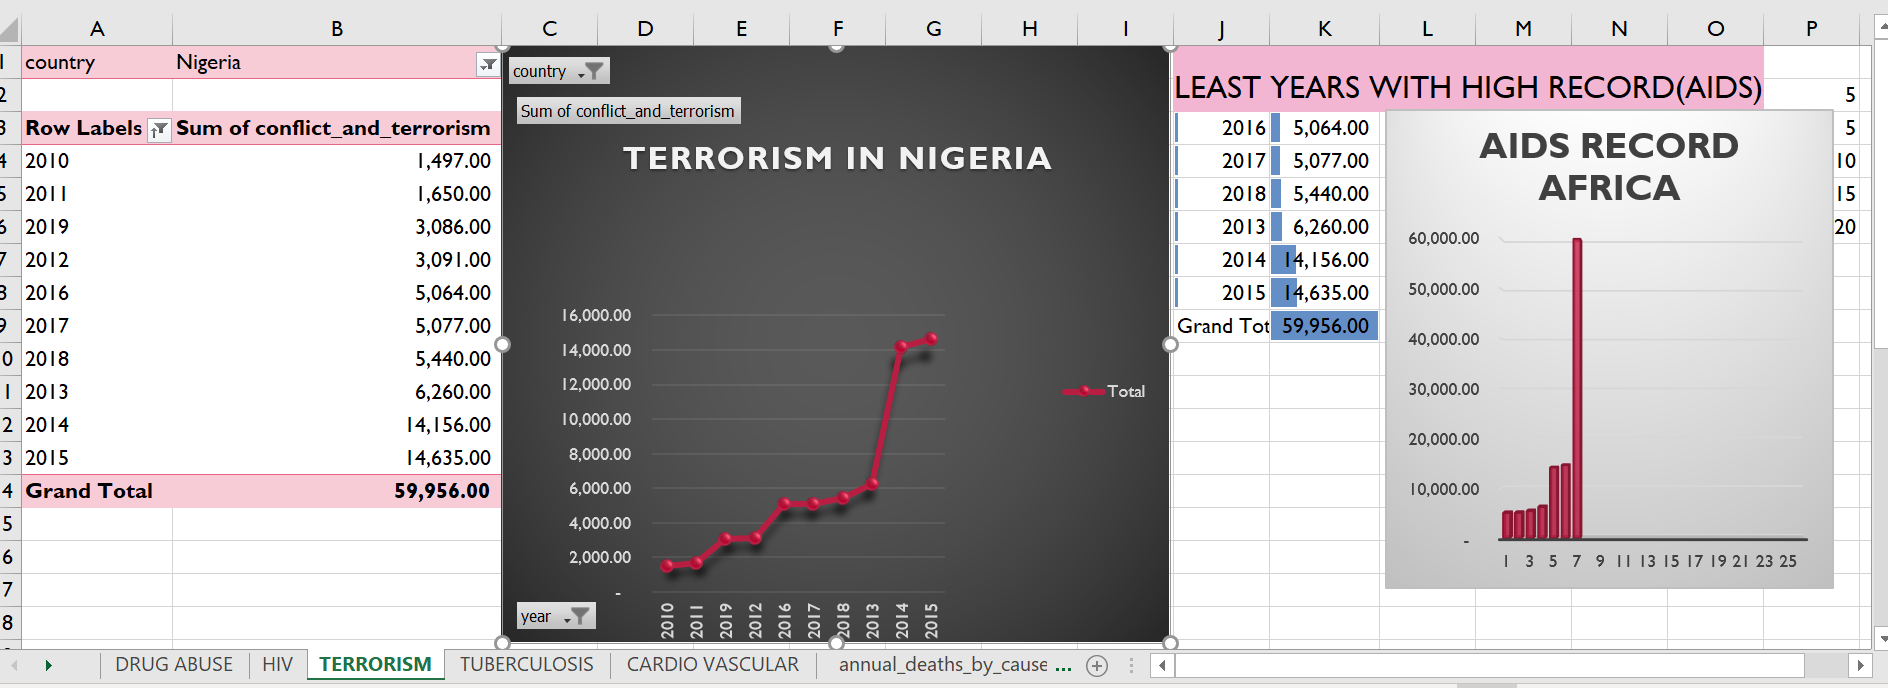 A B C D E F G H I J K L M N O P
1 country Nigeria
2
3 Row Labels Sum of conflict_and_terrorism
4 2010 1,497.00
5 2011 1,650.00
6 2019 3,086.00
7 2012 3,091.00
8 2016 5,064.00
9 2017 5,077.00
0 2018 5,440.00
1 2013 6,260.00
2 2014 14,156.00
3 2015 14,635.00
4 Grand Total 59,956.00
5
6
7
8
country
Sum of conflict_and_terrorism
TERRORISM IN NIGERIA
16,000.00
14,000.00
12,000.00
10,000.00
8,000.00
6,000.00
4,000.00
2,000.00
-
2010 2011 2019 2012 2016 2017 2018 2013 2014 2015
Total
year
LEAST YEARS WITH HIGH RECORD(AIDS)
2016 5,064.00
2017 5,077.00
2018 5,440.00
2013 6,260.00
2014 14,156.00
2015 14,635.00
Grand Tot 59,956.00
AIDS RECORD
AFRICA
60,000.00
50,000.00
40,000.00
30,000.00
20,000.00
10,000.00
-
1 3 5 7 9 11 13 15 17 19 21 23 25
5
5
10
15
20
DRUG ABUSE HIV TERRORISM TUBERCULOSIS CARDIO VASCULAR annual_deaths_by_cause ...